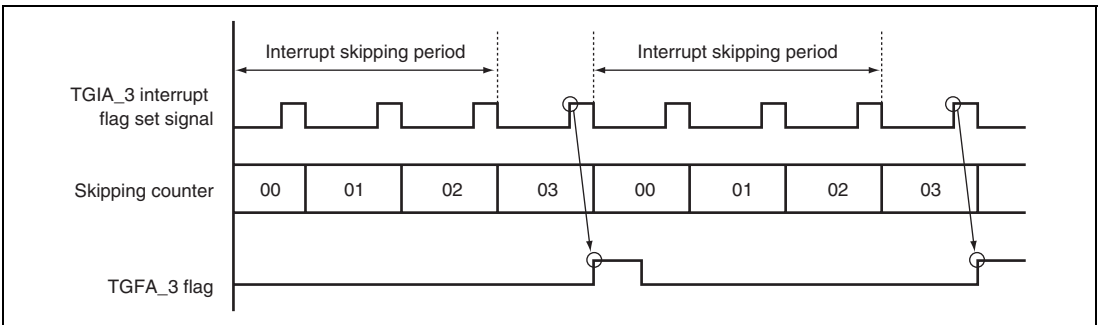 Interrupt skipping period
Interrupt skipping period
TGIA_3 interrupt
flag set signal
Skipping counter
00
01
02
03
00
01
02
03
TGFA_3 flag